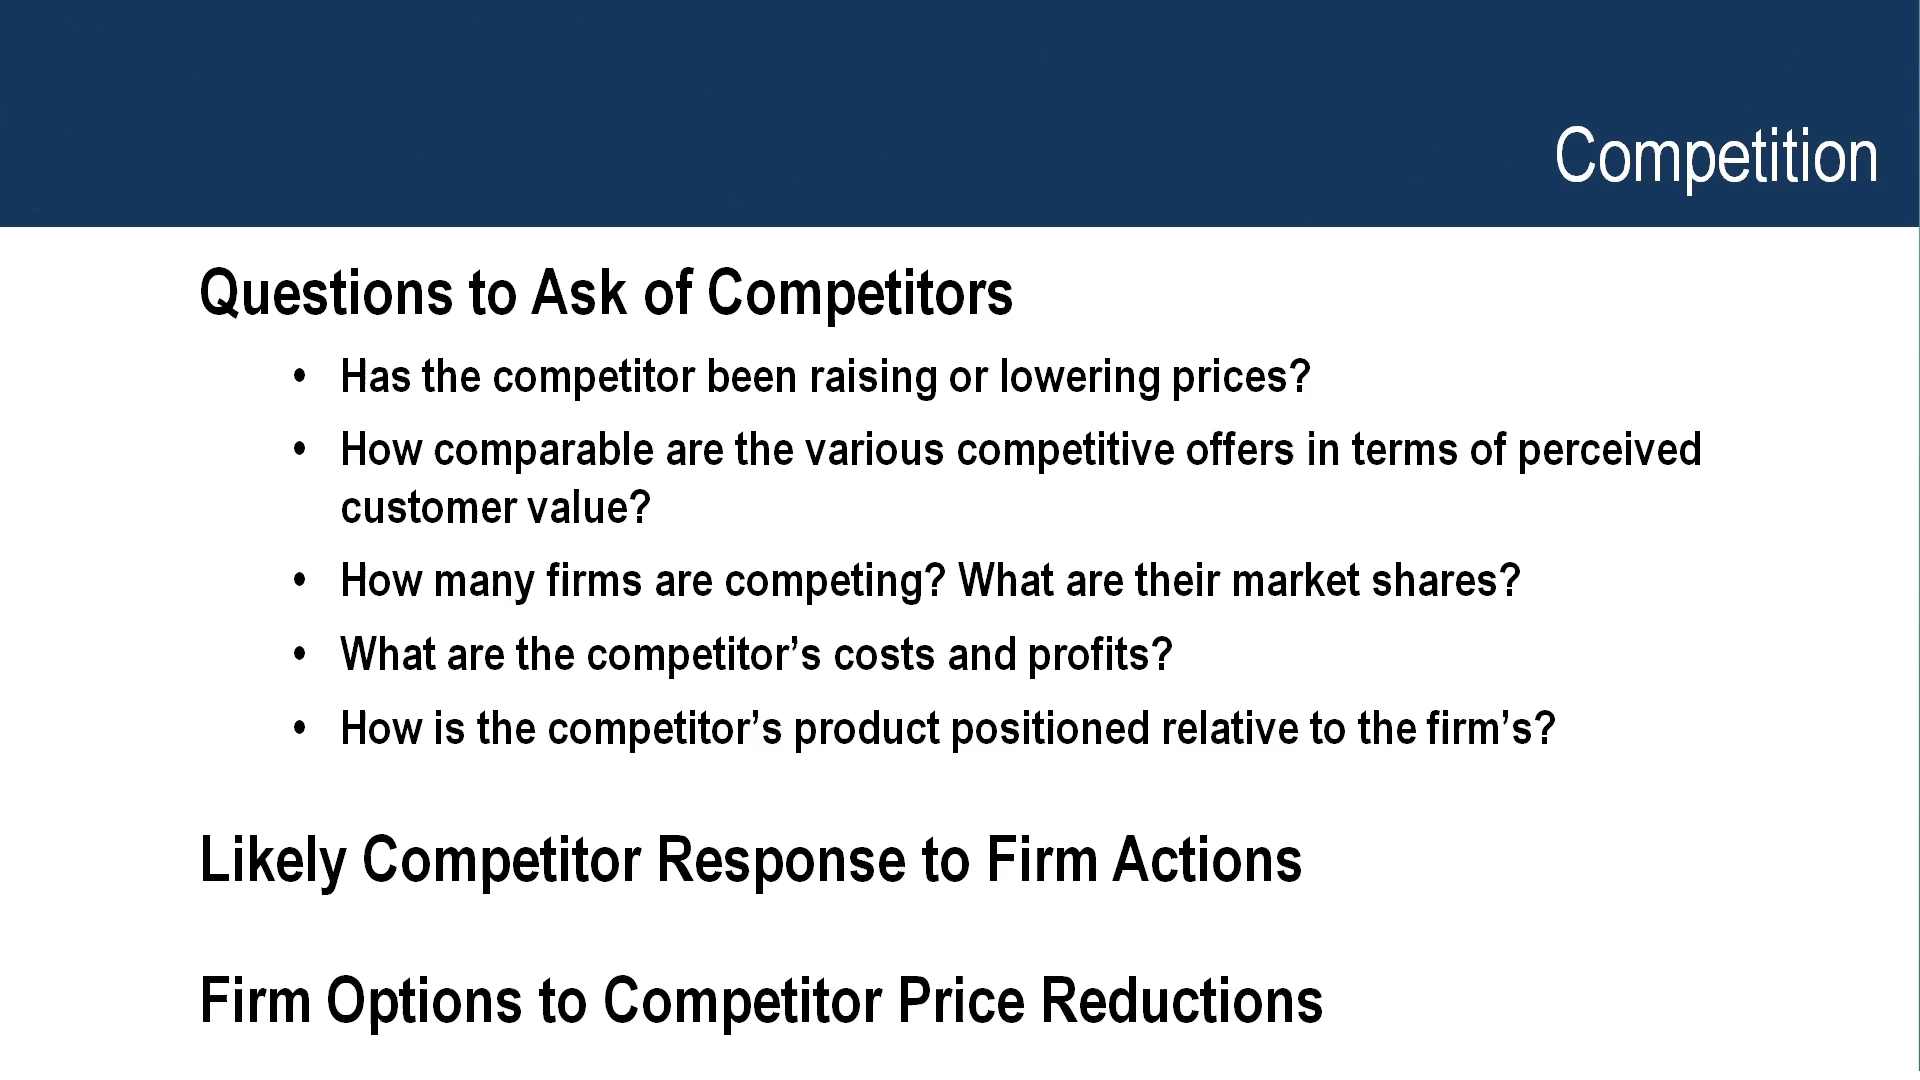 Competition
Questions to Ask of Competitors
• Has the competitor been raising or lowering prices?
• How comparable are the various competitive offers in terms of perceived
customer value?
• How many firms are competing? What are their market shares?
• What are the competitor’s costs and profits?
• How is the competitor’s product positioned relative to the firm’s?
Likely Competitor Response to Firm Actions
Firm Options to Competitor Price Reductions